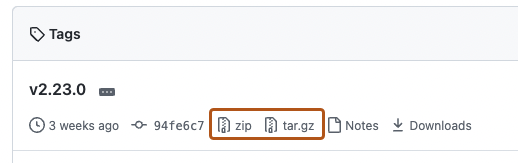 Tags
v2.23.0 ...
3 weeks ago 94fe6c7 zip tar.gz Notes Downloads